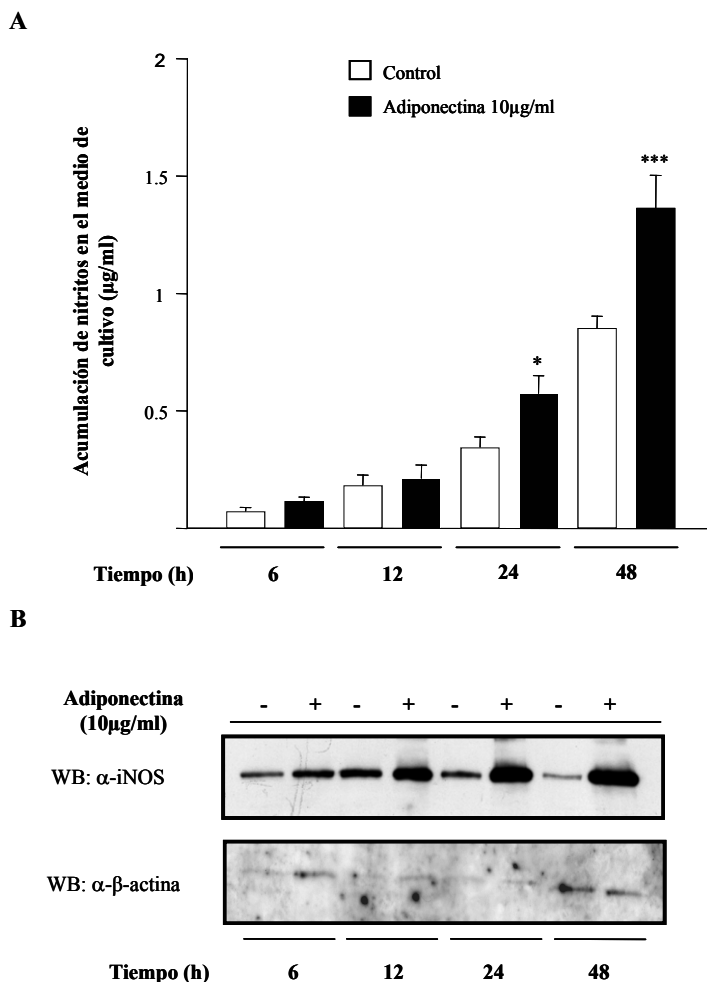 A
2
1.5
1
0.5
Acumulación de nitritos en el medio de
cultivo (µg/ml)
Control
Adiponectina 10µg/ml
*
***
Tiempo (h) 6 12 24 48
B
Adiponectina
(10µg/ml)
- + - + - + - +
WB: α-iNOS
WB: α-β-actina
Tiempo (h) 6 12 24 48